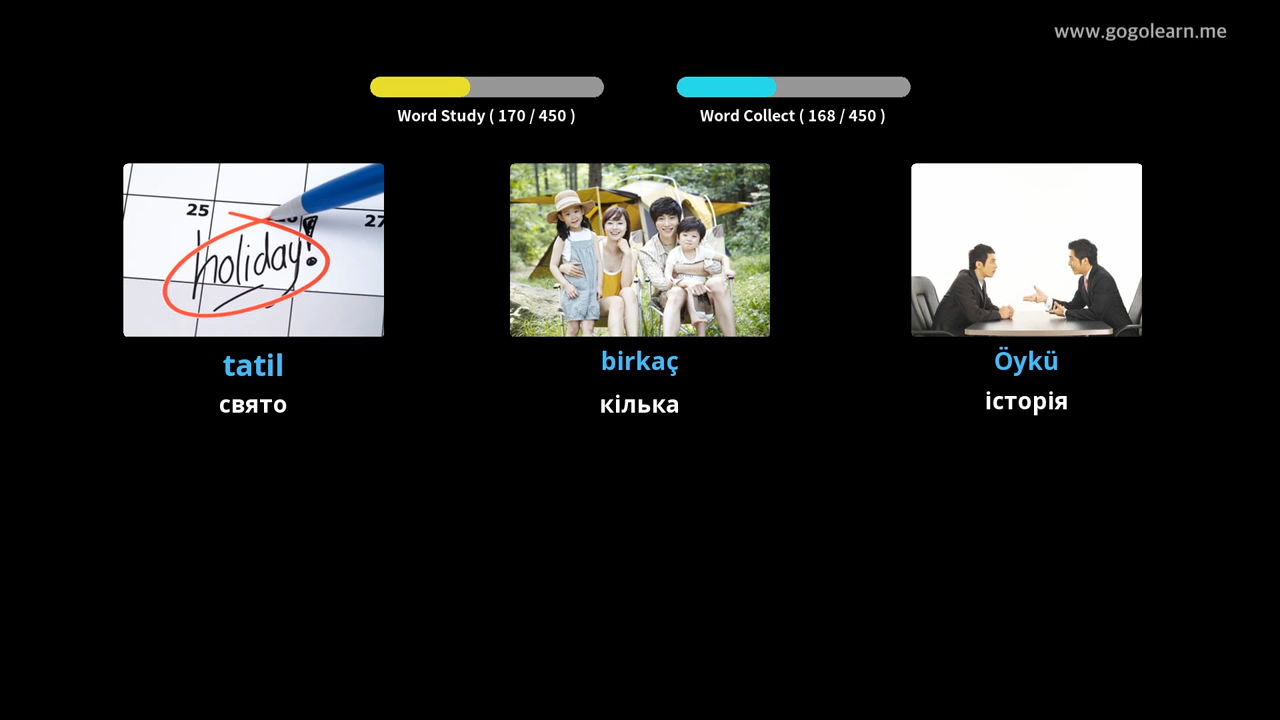 www.gogolearn.me
Word Study ( 170 / 450 )
Word Collect ( 168 / 450 )
25
27
holiday!
tatil
birkaç
Öykü
свято
кілька
історія